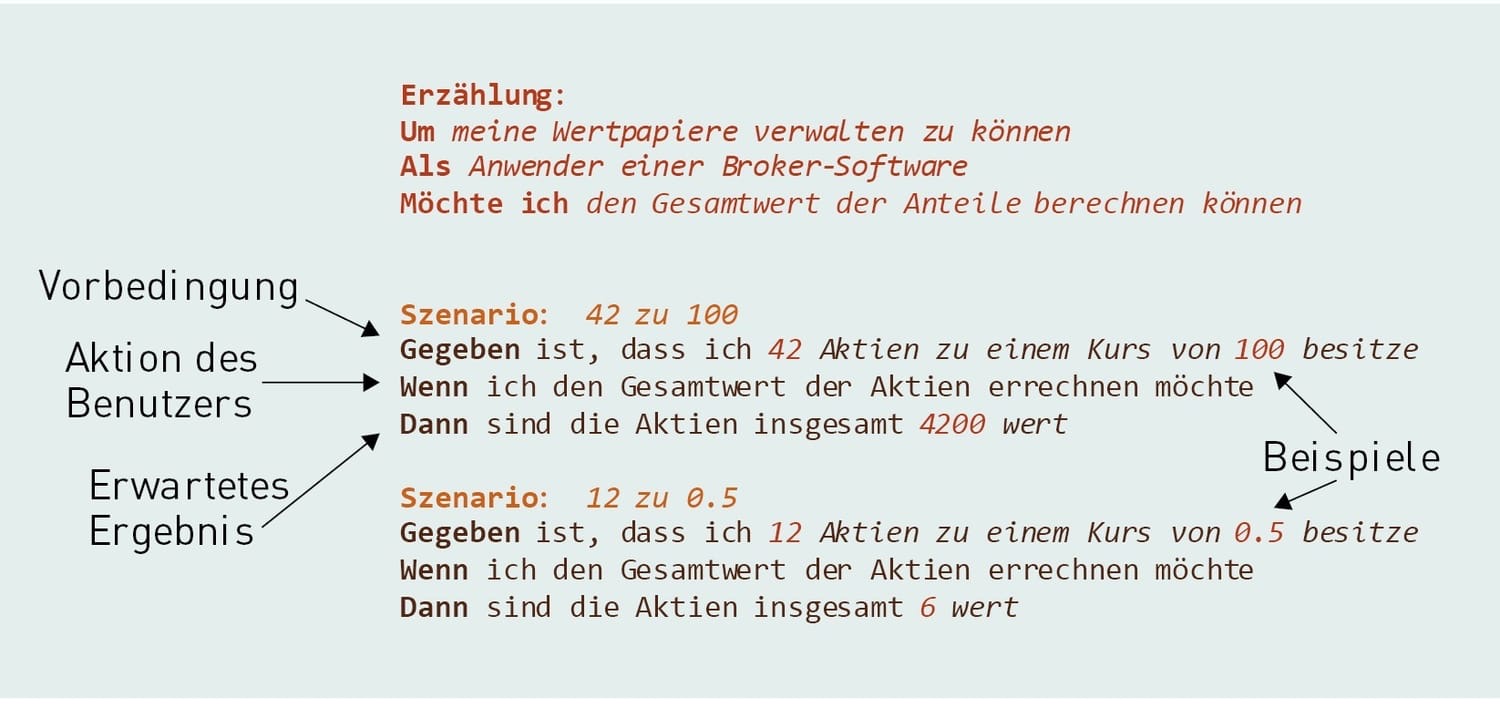 Erzählung:
Um meine Wertpapiere verwalten zu können
Als Anwender einer Broker-Software
Möchte ich den Gesamtwert der Anteile berechnen können
Vorbedingung
Aktion des
Benutzers
Erwartetes
Ergebnis
Szenario: 42 zu 100
Gegeben ist, dass ich 42 Aktien zu einem Kurs von 100 besitze
Wenn ich den Gesamtwert der Aktien errechnen möchte
Dann sind die Aktien insgesamt 4200 wert
Beispiele
Szenario: 12 zu 0.5
Gegeben ist, dass ich 12 Aktien zu einem Kurs von 0.5 besitze
Wenn ich den Gesamtwert der Aktien errechnen möchte
Dann sind die Aktien insgesamt 6 wert